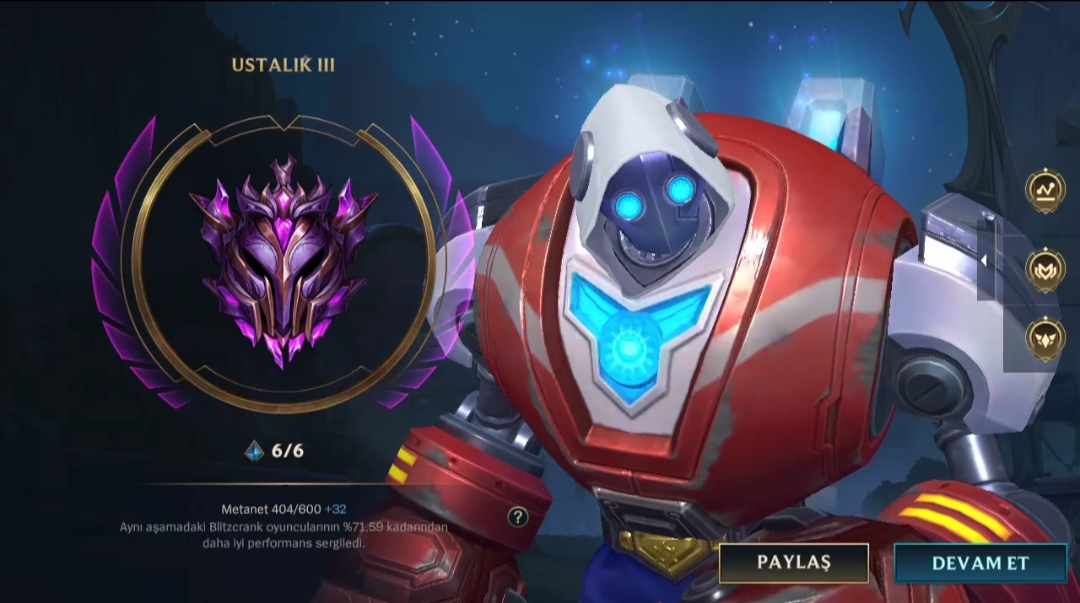 USTALIK III
6/6
Metanet 404/600 +32
?
Aynı aşamadaki Blitzcrank oyuncularının %71,59 kadarından
daha iyi performans sergiledi.
PAYLAŞ
DEVAM ET